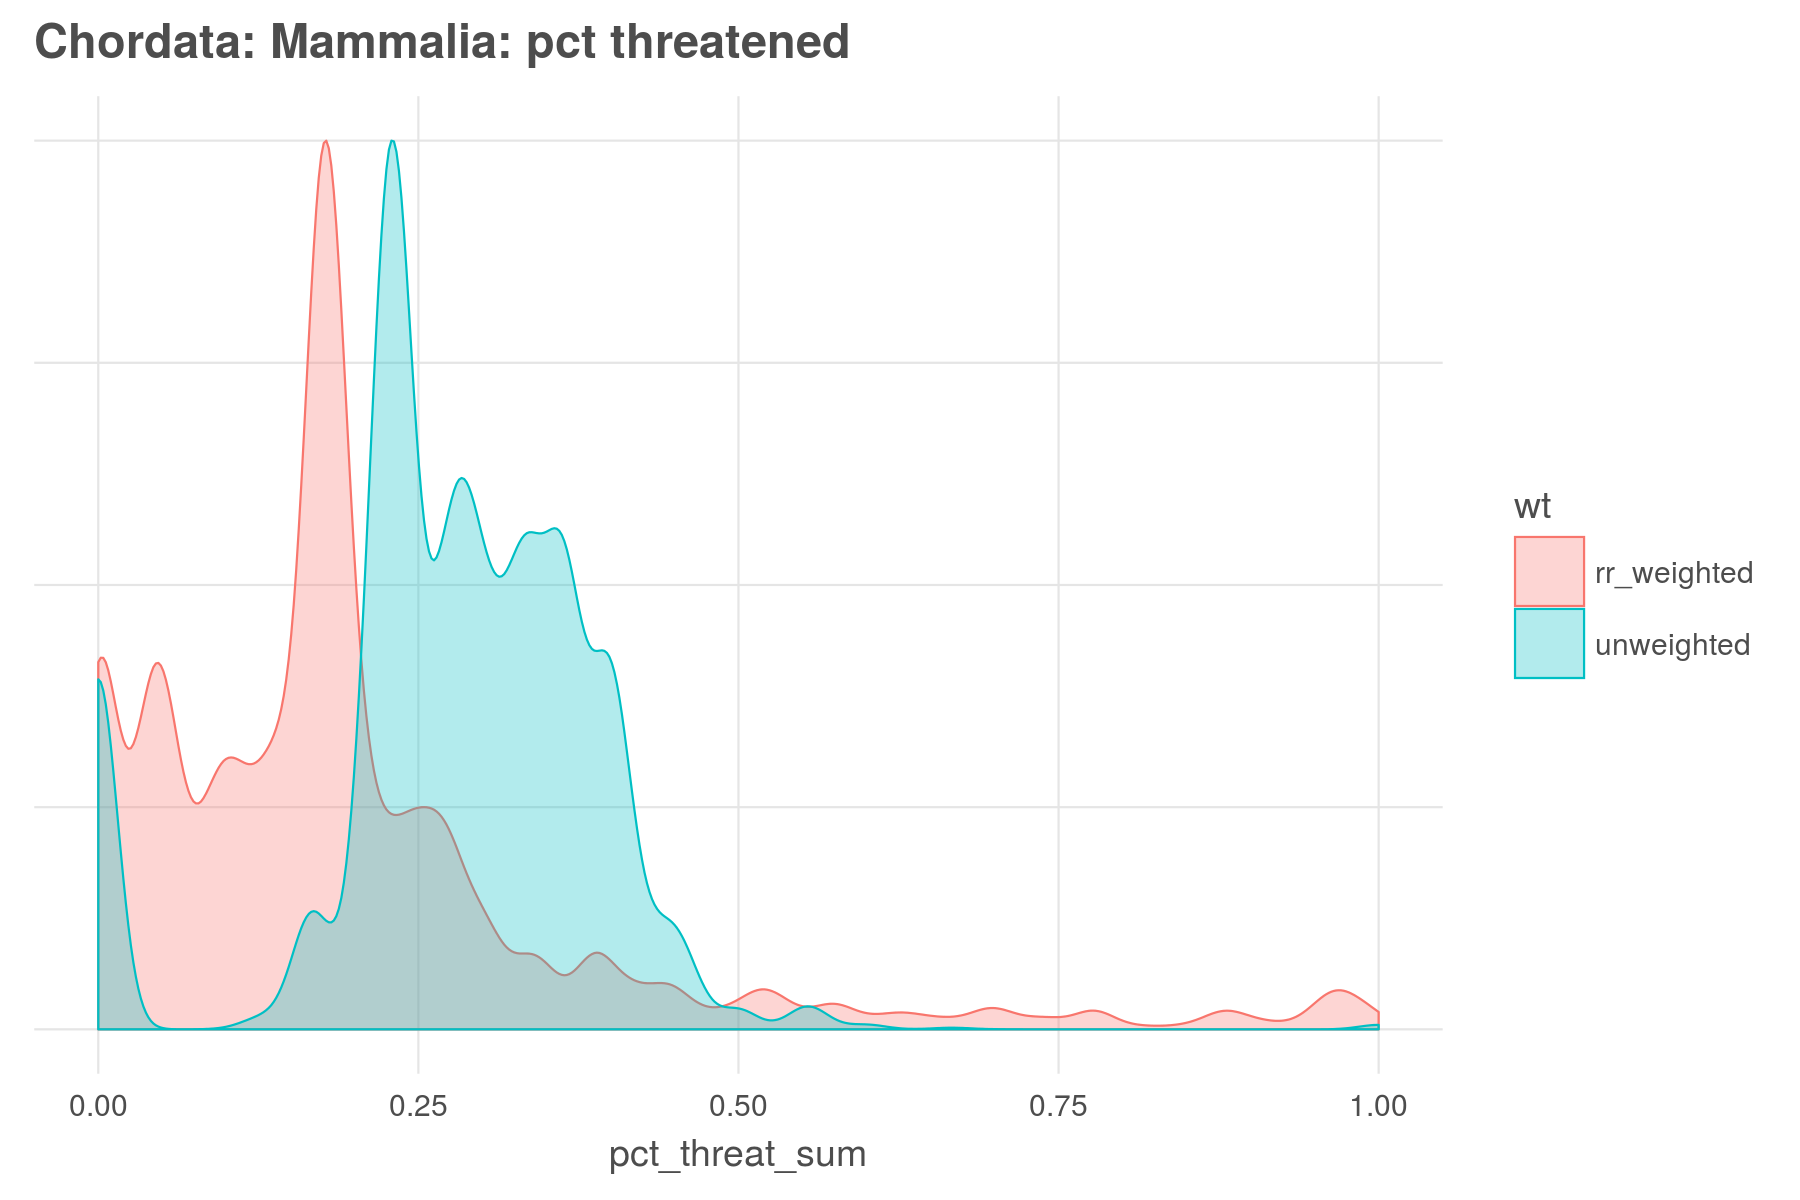 Chordata: Mammalia: pct threatened
wt
rr_weighted
unweighted
0.00 0.25 0.50 0.75 1.00
pct_threat_sum